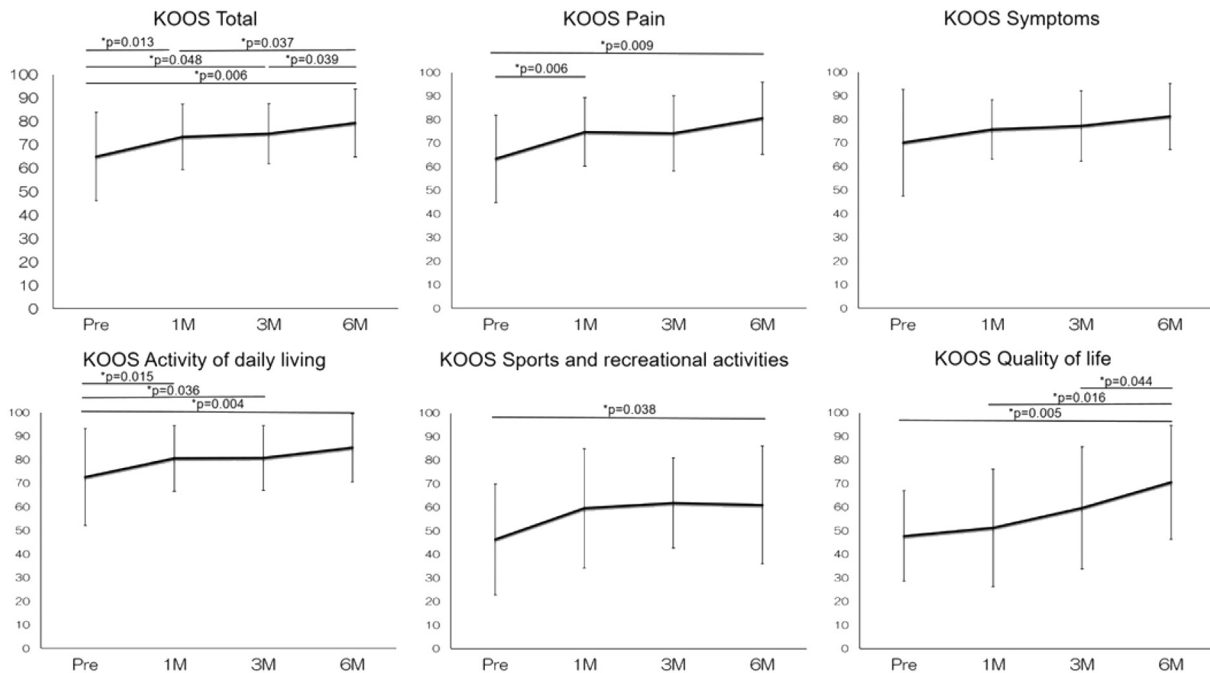 KOOS Total
*p=0.013
*p=0.037
*p=0.048
*p=0.039
*p=0.006
100
90
80
70
60
50
40
30
20
10
0
Pre 1M 3M 6M
KOOS Pain
*p=0.009
*p=0.006
100
90
80
70
60
50
40
30
20
10
0
Pre 1M 3M 6M
KOOS Symptoms
100
90
80
70
60
50
40
30
20
10
0
Pre 1M 3M 6M
KOOS Activity of daily living
*p=0.015
*p=0.036
*p=0.004
100
90
80
70
60
50
40
30
20
10
0
Pre 1M 3M 6M
KOOS Sports and recreational activities
*p=0.038
100
90
80
70
60
50
40
30
20
10
0
Pre 1M 3M 6M
KOOS Quality of life
*p=0.044
*p=0.016
*p=0.005
100
90
80
70
60
50
40
30
20
10
0
Pre 1M 3M 6M